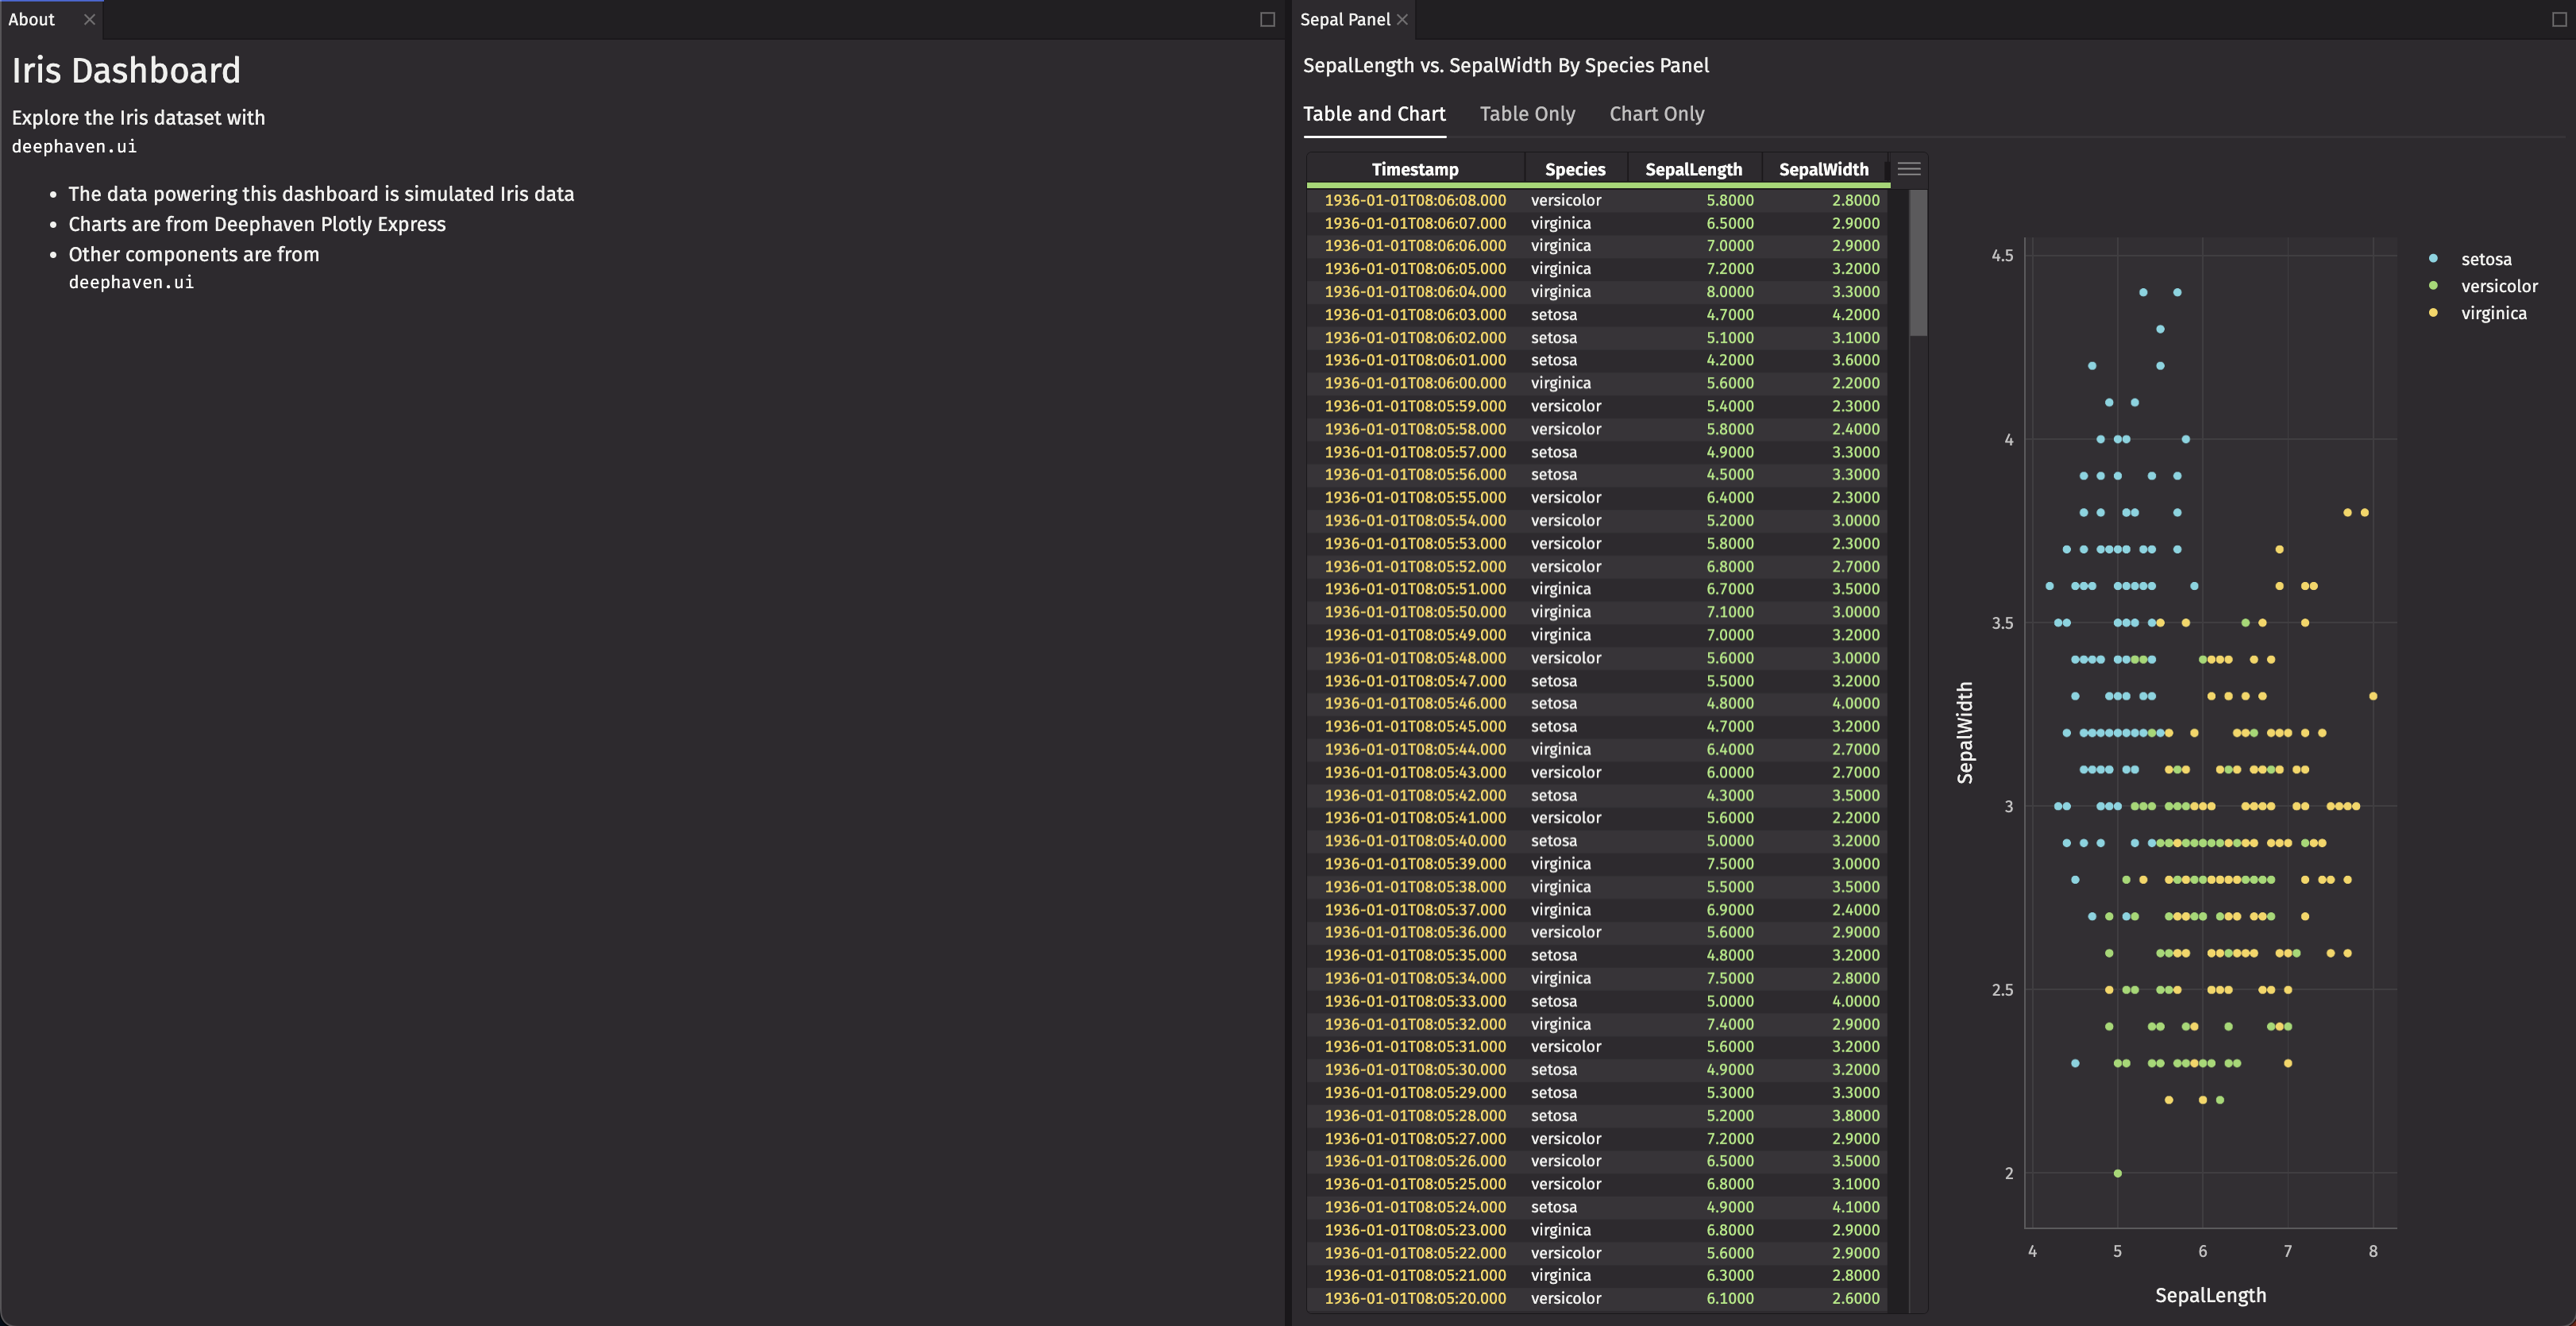 About
Iris Dashboard
Explore the Iris dataset with
deephaven.ui
• The data powering this dashboard is simulated Iris data
• Charts are from Deephaven Plotly Express
• Other components are from
deephaven.ui
Sepal Panel
SepalLength vs. SepalWidth By Species Panel
Table and Chart Table Only Chart Only
Timestamp Species SepalLength SepalWidth
1936-01-01T08:06:08.000 versicolor 5.8000 2.8000
1936-01-01T08:06:07.000 virginica 6.5000 2.9000
1936-01-01T08:06:06.000 virginica 7.0000 2.9000
1936-01-01T08:06:05.000 virginica 7.2000 3.2000
1936-01-01T08:06:04.000 virginica 8.0000 3.3000
1936-01-01T08:06:03.000 setosa 4.7000 4.2000
1936-01-01T08:06:02.000 setosa 5.1000 3.1000
1936-01-01T08:06:01.000 setosa 4.2000 3.6000
1936-01-01T08:06:00.000 virginica 5.6000 2.2000
1936-01-01T08:05:59.000 versicolor 5.4000 2.3000
1936-01-01T08:05:58.000 versicolor 5.8000 2.4000
1936-01-01T08:05:57.000 setosa 4.9000 3.3000
1936-01-01T08:05:56.000 setosa 4.5000 3.3000
1936-01-01T08:05:55.000 versicolor 6.4000 2.3000
1936-01-01T08:05:54.000 versicolor 5.2000 3.0000
1936-01-01T08:05:53.000 versicolor 5.8000 2.3000
1936-01-01T08:05:52.000 versicolor 6.8000 2.7000
1936-01-01T08:05:51.000 virginica 6.7000 3.5000
1936-01-01T08:05:50.000 virginica 7.1000 3.0000
1936-01-01T08:05:49.000 virginica 7.0000 3.2000
1936-01-01T08:05:48.000 versicolor 5.6000 3.0000
1936-01-01T08:05:47.000 setosa 5.5000 3.2000
1936-01-01T08:05:46.000 setosa 4.8000 4.0000
1936-01-01T08:05:45.000 setosa 4.7000 3.2000
1936-01-01T08:05:44.000 virginica 6.4000 2.7000
1936-01-01T08:05:43.000 versicolor 6.0000 2.7000
1936-01-01T08:05:42.000 setosa 4.3000 3.5000
1936-01-01T08:05:41.000 versicolor 5.6000 2.2000
1936-01-01T08:05:40.000 setosa 5.0000 3.2000
1936-01-01T08:05:39.000 virginica 7.5000 3.0000
1936-01-01T08:05:38.000 virginica 5.5000 3.5000
1936-01-01T08:05:37.000 virginica 6.9000 2.4000
1936-01-01T08:05:36.000 versicolor 5.6000 2.9000
1936-01-01T08:05:35.000 setosa 4.8000 3.2000
1936-01-01T08:05:34.000 virginica 7.5000 2.8000
1936-01-01T08:05:33.000 setosa 5.0000 4.0000
1936-01-01T08:05:32.000 virginica 7.4000 2.9000
1936-01-01T08:05:31.000 versicolor 5.6000 3.2000
1936-01-01T08:05:30.000 setosa 4.9000 3.2000
1936-01-01T08:05:29.000 setosa 5.3000 3.3000
1936-01-01T08:05:28.000 setosa 5.2000 3.8000
1936-01-01T08:05:27.000 versicolor 7.2000 2.9000
1936-01-01T08:05:26.000 versicolor 6.5000 3.5000
1936-01-01T08:05:25.000 versicolor 6.8000 3.1000
1936-01-01T08:05:24.000 setosa 4.9000 4.1000
1936-01-01T08:05:23.000 virginica 6.8000 2.9000
1936-01-01T08:05:22.000 versicolor 5.6000 2.9000
1936-01-01T08:05:21.000 virginica 6.3000 2.8000
1936-01-01T08:05:20.000 versicolor 6.1000 2.6000
SepalWidth
4.5
4
3.5
3
2.5
2
4 5 6 7 8
SepalLength
setosa
versicolor
virginica